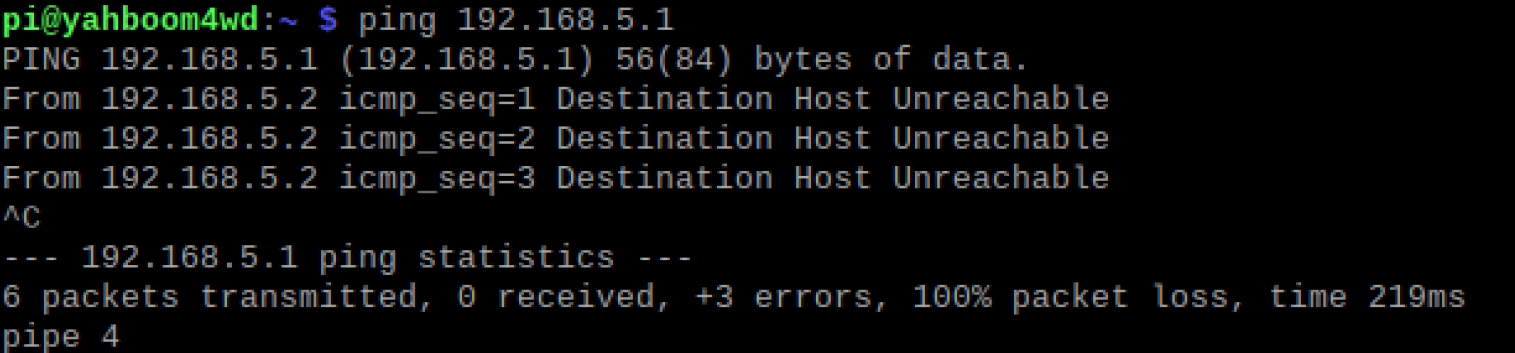 pi@yahboom4wd:~ $ ping 192.168.5.1
PING 192.168.5.1 (192.168.5.1) 56(84) bytes of data.
From 192.168.5.2 icmp_seq=1 Destination Host Unreachable
From 192.168.5.2 icmp_seq=2 Destination Host Unreachable
From 192.168.5.2 icmp_seq=3 Destination Host Unreachable
^C
--- 192.168.5.1 ping statistics ---
6 packets transmitted, 0 received, +3 errors, 100% packet loss, time 219ms
pipe 4